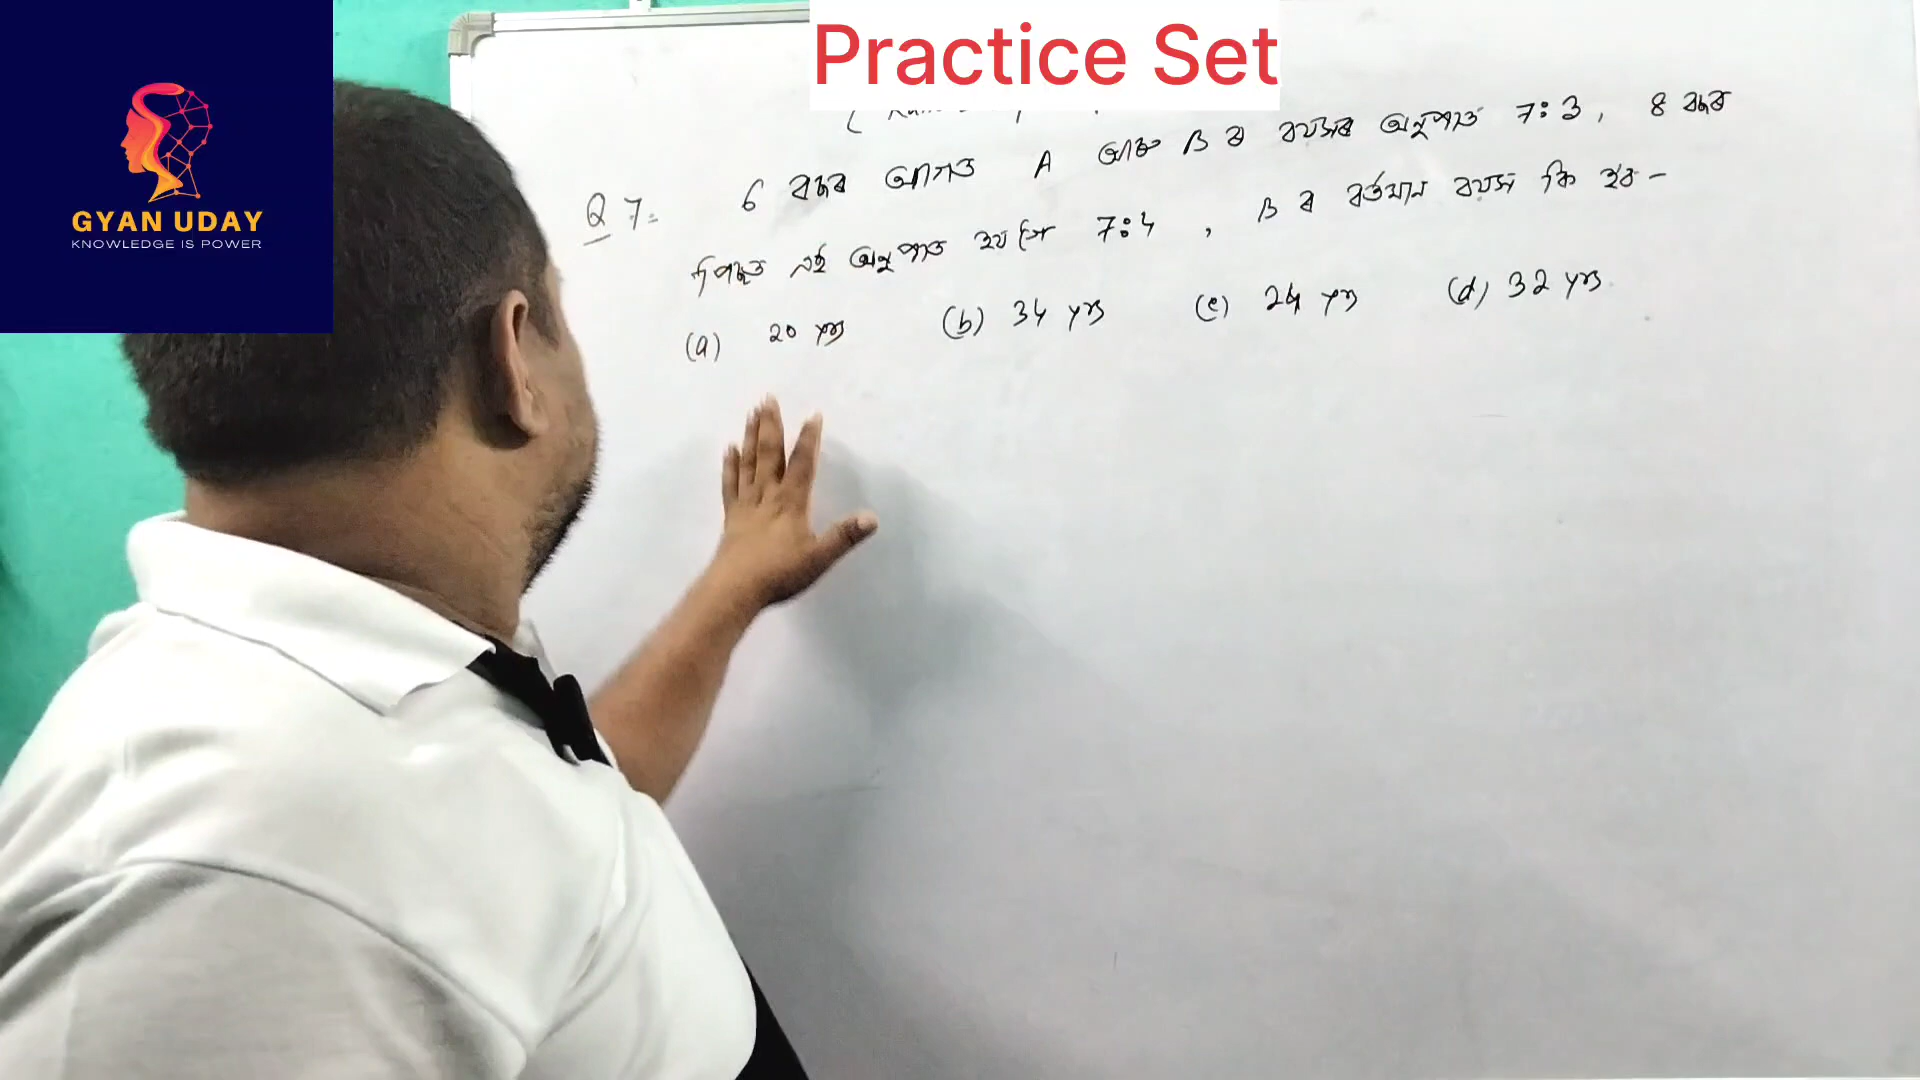 Practice Set
GYAN UDAY
KNOWLEDGE IS POWER
Q 7. 6 বছৰ আগত A আৰু B ৰ বয়সৰ অনুপাত 7:3, 8 বছৰ
পিছত এই অনুপাত হয়গৈ 7:4, B ৰ বৰ্তমান বয়স কি হব -
(a) 20 yrs (b) 34 yrs (c) 24 yrs (d) 32 yrs